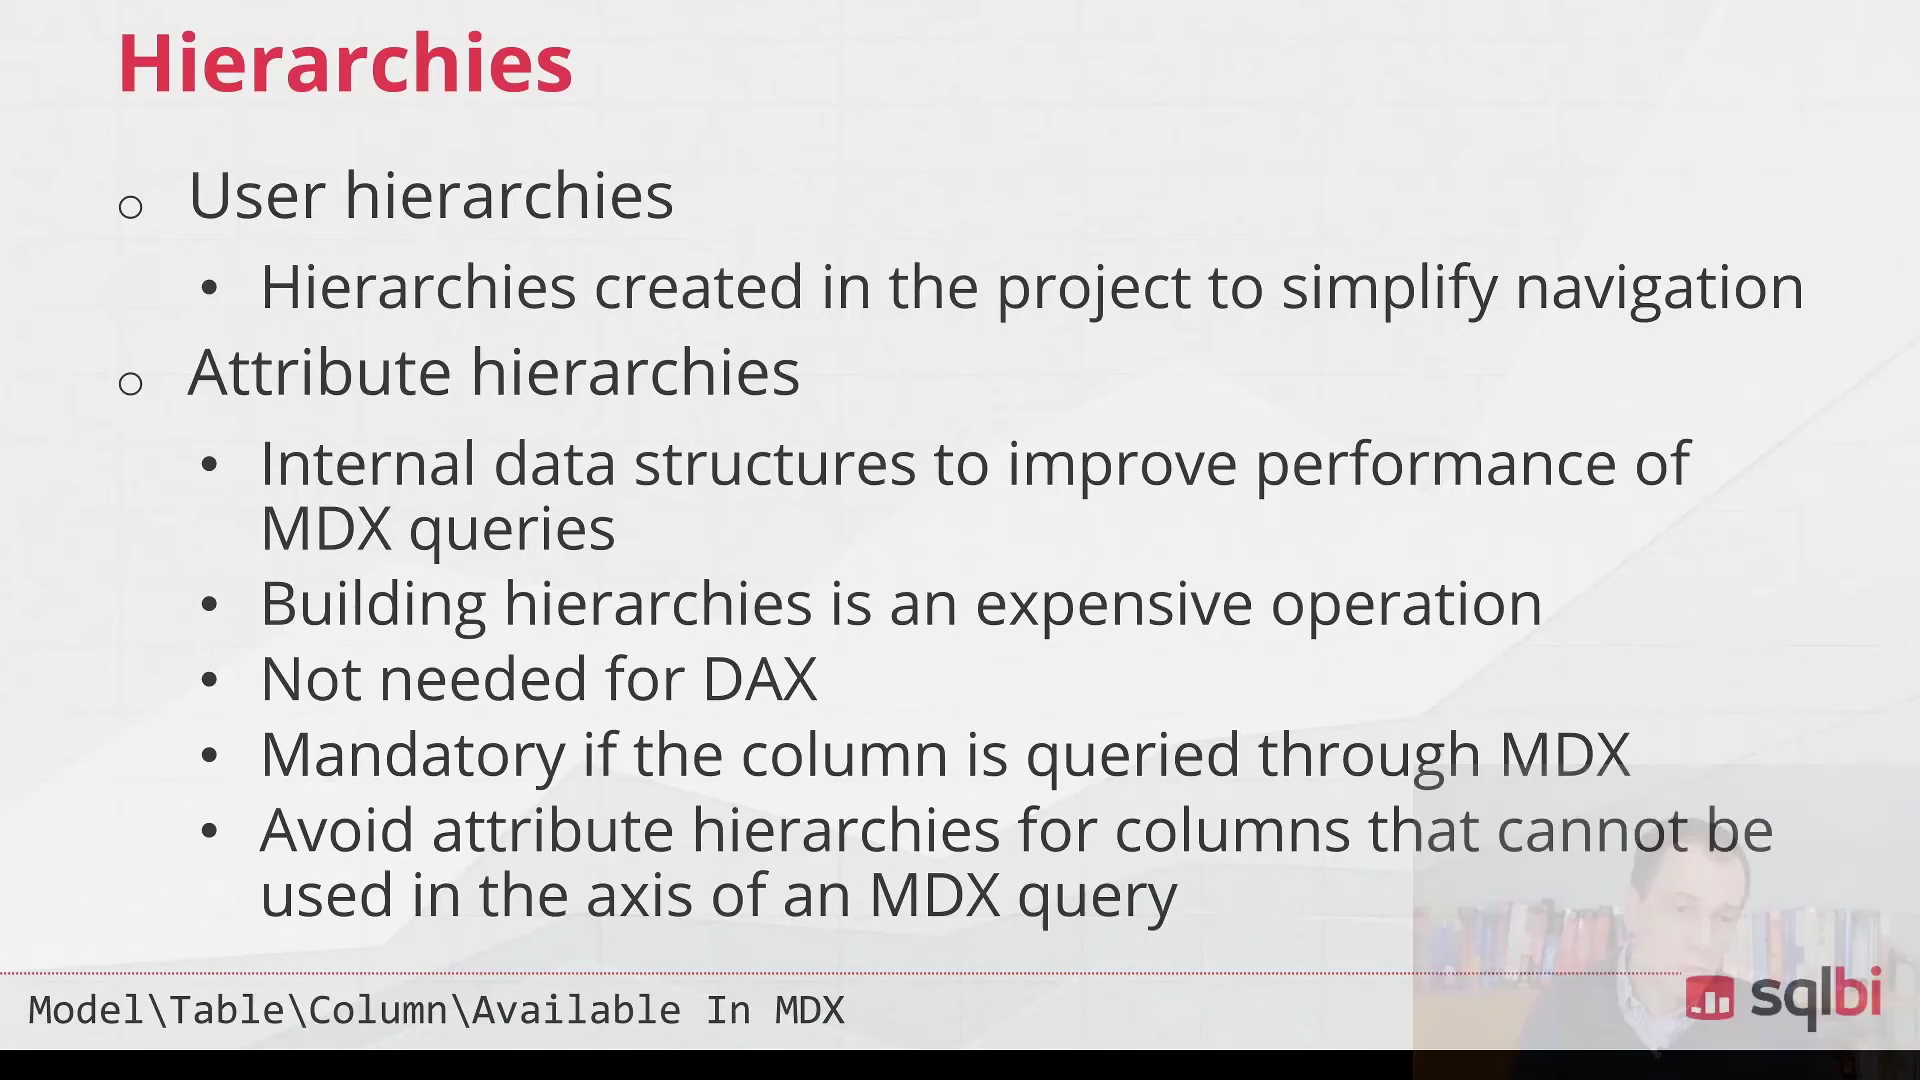 Hierarchies
User hierarchies
Hierarchies created in the project to simplify navigation
Attribute hierarchies
Internal data structures to improve performance of
MDX queries
Building hierarchies is an expensive operation
Not needed for DAX
Mandatory if the column is queried through MDX
Avoid attribute hierarchies for columns that cannot be
used in the axis of an MDX query
Model\Table\Column\Available In MDX
sqlbi